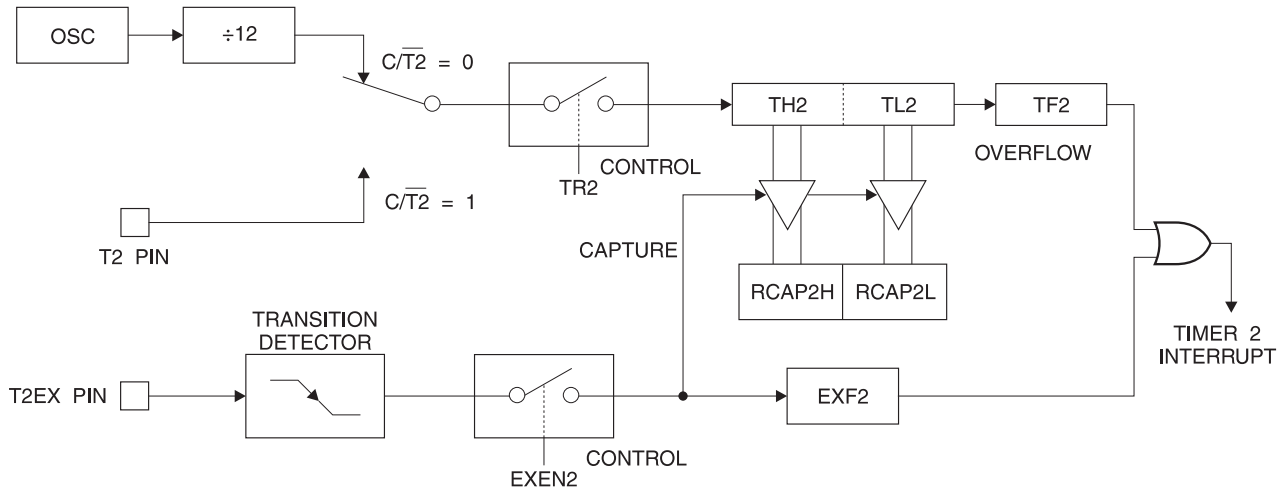 OSC
÷12
C/T2̅ = 0
TH2
TL2
TF2
OVERFLOW
CONTROL
TR2
C/T2̅ = 1
T2 PIN
CAPTURE
RCAP2H
RCAP2L
TRANSITION
DETECTOR
TIMER 2
INTERRUPT
T2EX PIN
EXF2
CONTROL
EXEN2